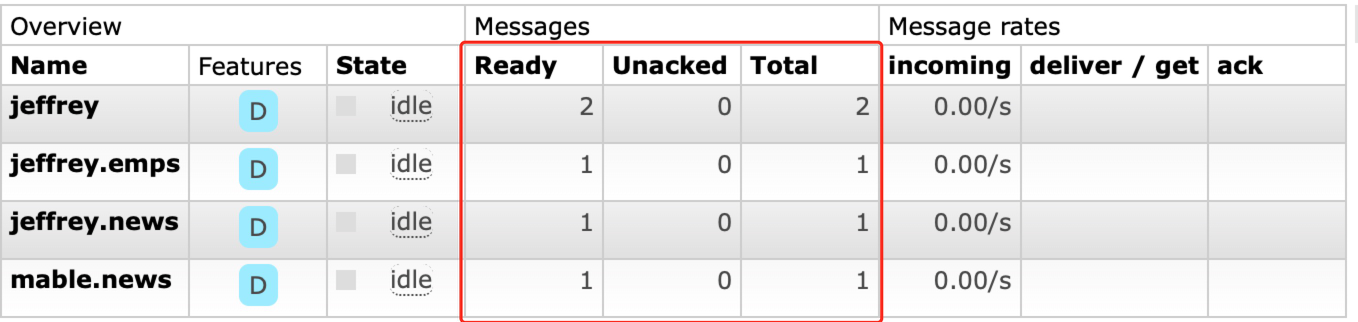 Overview Messages Message rates
Name Features State Ready Unacked Total incoming deliver / get ack
jeffrey D idle 2 0 2 0.00/s
jeffrey.emps D idle 1 0 1 0.00/s
jeffrey.news D idle 1 0 1 0.00/s
mable.news D idle 1 0 1 0.00/s